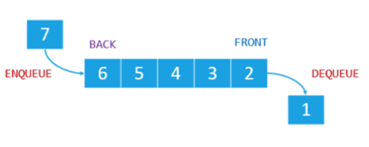 7
BACK
FRONT
ENQUEUE
6 5 4 3 2
DEQUEUE
1